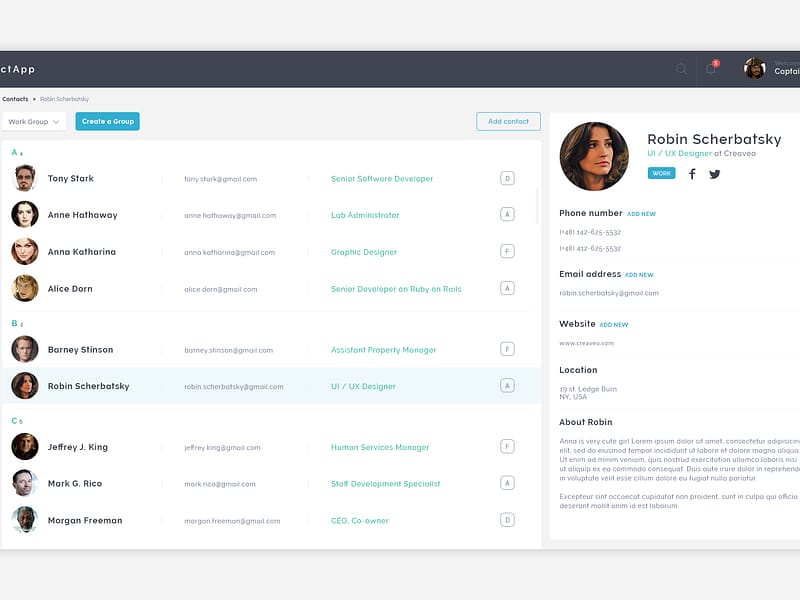 ctApp
5
Welcome
Captai
Contacts > Robin Scherbatsky
Work Group
Create a Group
Add contact
A 4
Tony Stark tony.stark@gmail.com Senior Software Developer D
Anne Hathaway anne.hathaway@gmail.com Lab Administrator A
Anna Katharina anna.katharina@gmail.com Graphic Designer F
Alice Dorn alice.dorn@gmail.com Senior Developer on Ruby on Rails A
B 2
Barney Stinson barney.stinson@gmail.com Assistant Property Manager F
Robin Scherbatsky robin.scherbatsky@gmail.com UI / UX Designer A
C 6
Jeffrey J. King jeffrey.king@gmail.com Human Services Manager F
Mark G. Rico mark.rico@gmail.com Staff Development Specialist A
Morgan Freeman morgan.freeman@gmail.com CEO, Co-owner D
Robin Scherbatsky
UI / UX Designer at Creaveo
WORK
Phone number ADD NEW
(+48) 142-625-5532
(+48) 412-625-5532
Email address ADD NEW
robin.scherbatsky@gmail.com
Website ADD NEW
www.creaveo.com
Location
19 st. Ledge Burn
NY, USA
About Robin
Anna is very cute girl Lorem ipsum dolor sit amet, consectetur adipisicin
elit, sed do eiusmod tempor incididunt ut labore et dolore magna aliqua.
Ut enim ad minim veniam, quis nostrud exercitation ullamco laboris nisi
ut aliquip ex ea commodo consequat. Duis aute irure dolor in reprehende
in voluptate velit esse cillum dolore eu fugiat nulla pariatur.
Excepteur sint occaecat cupidatat non proident, sunt in culpa qui officia
deserunt mollit anim id est laborum